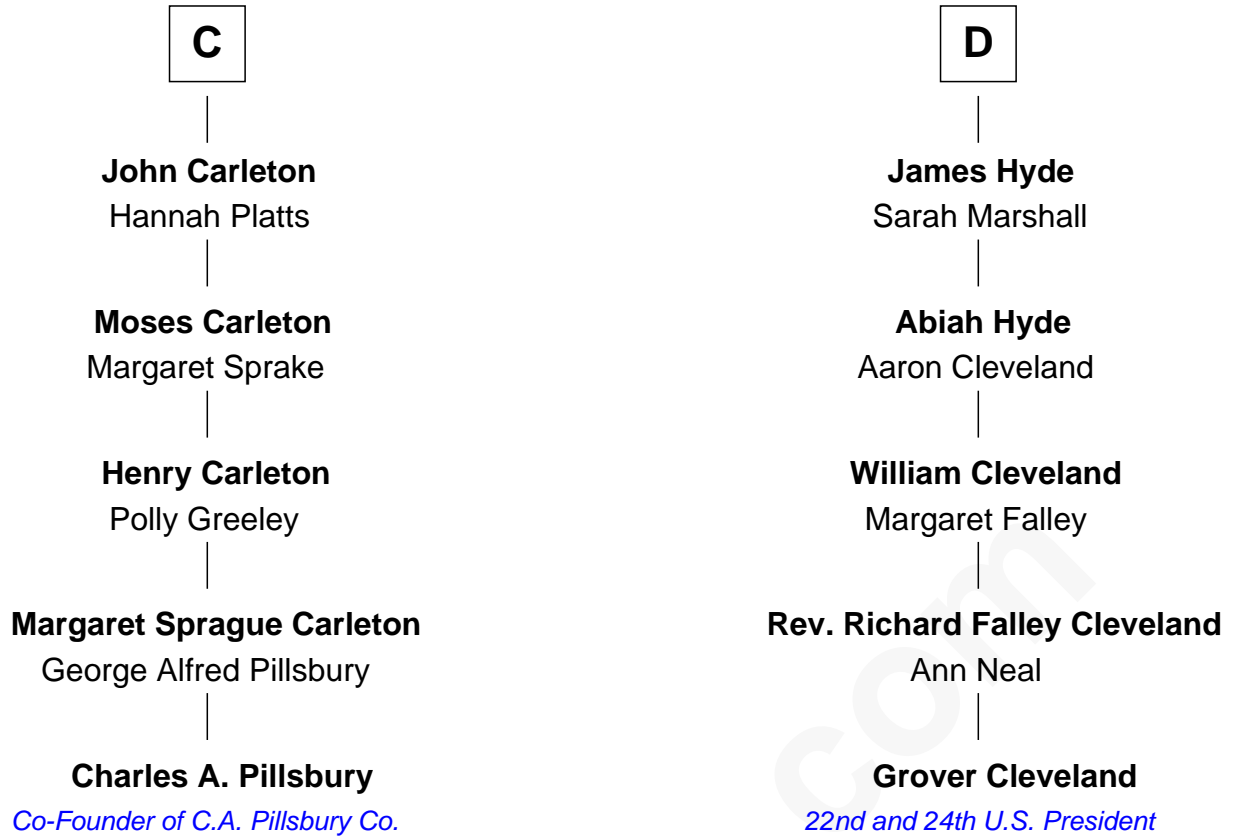 C
John Carleton
Hannah Platts
Moses Carleton
Margaret Sprake
Henry Carleton
Polly Greeley
Margaret Sprague Carleton
George Alfred Pillsbury
Charles A. Pillsbury
Co-Founder of C.A. Pillsbury Co.
D
James Hyde
Sarah Marshall
Abiah Hyde
Aaron Cleveland
William Cleveland
Margaret Falley
Rev. Richard Falley Cleveland
Ann Neal
Grover Cleveland
22nd and 24th U.S. President
com